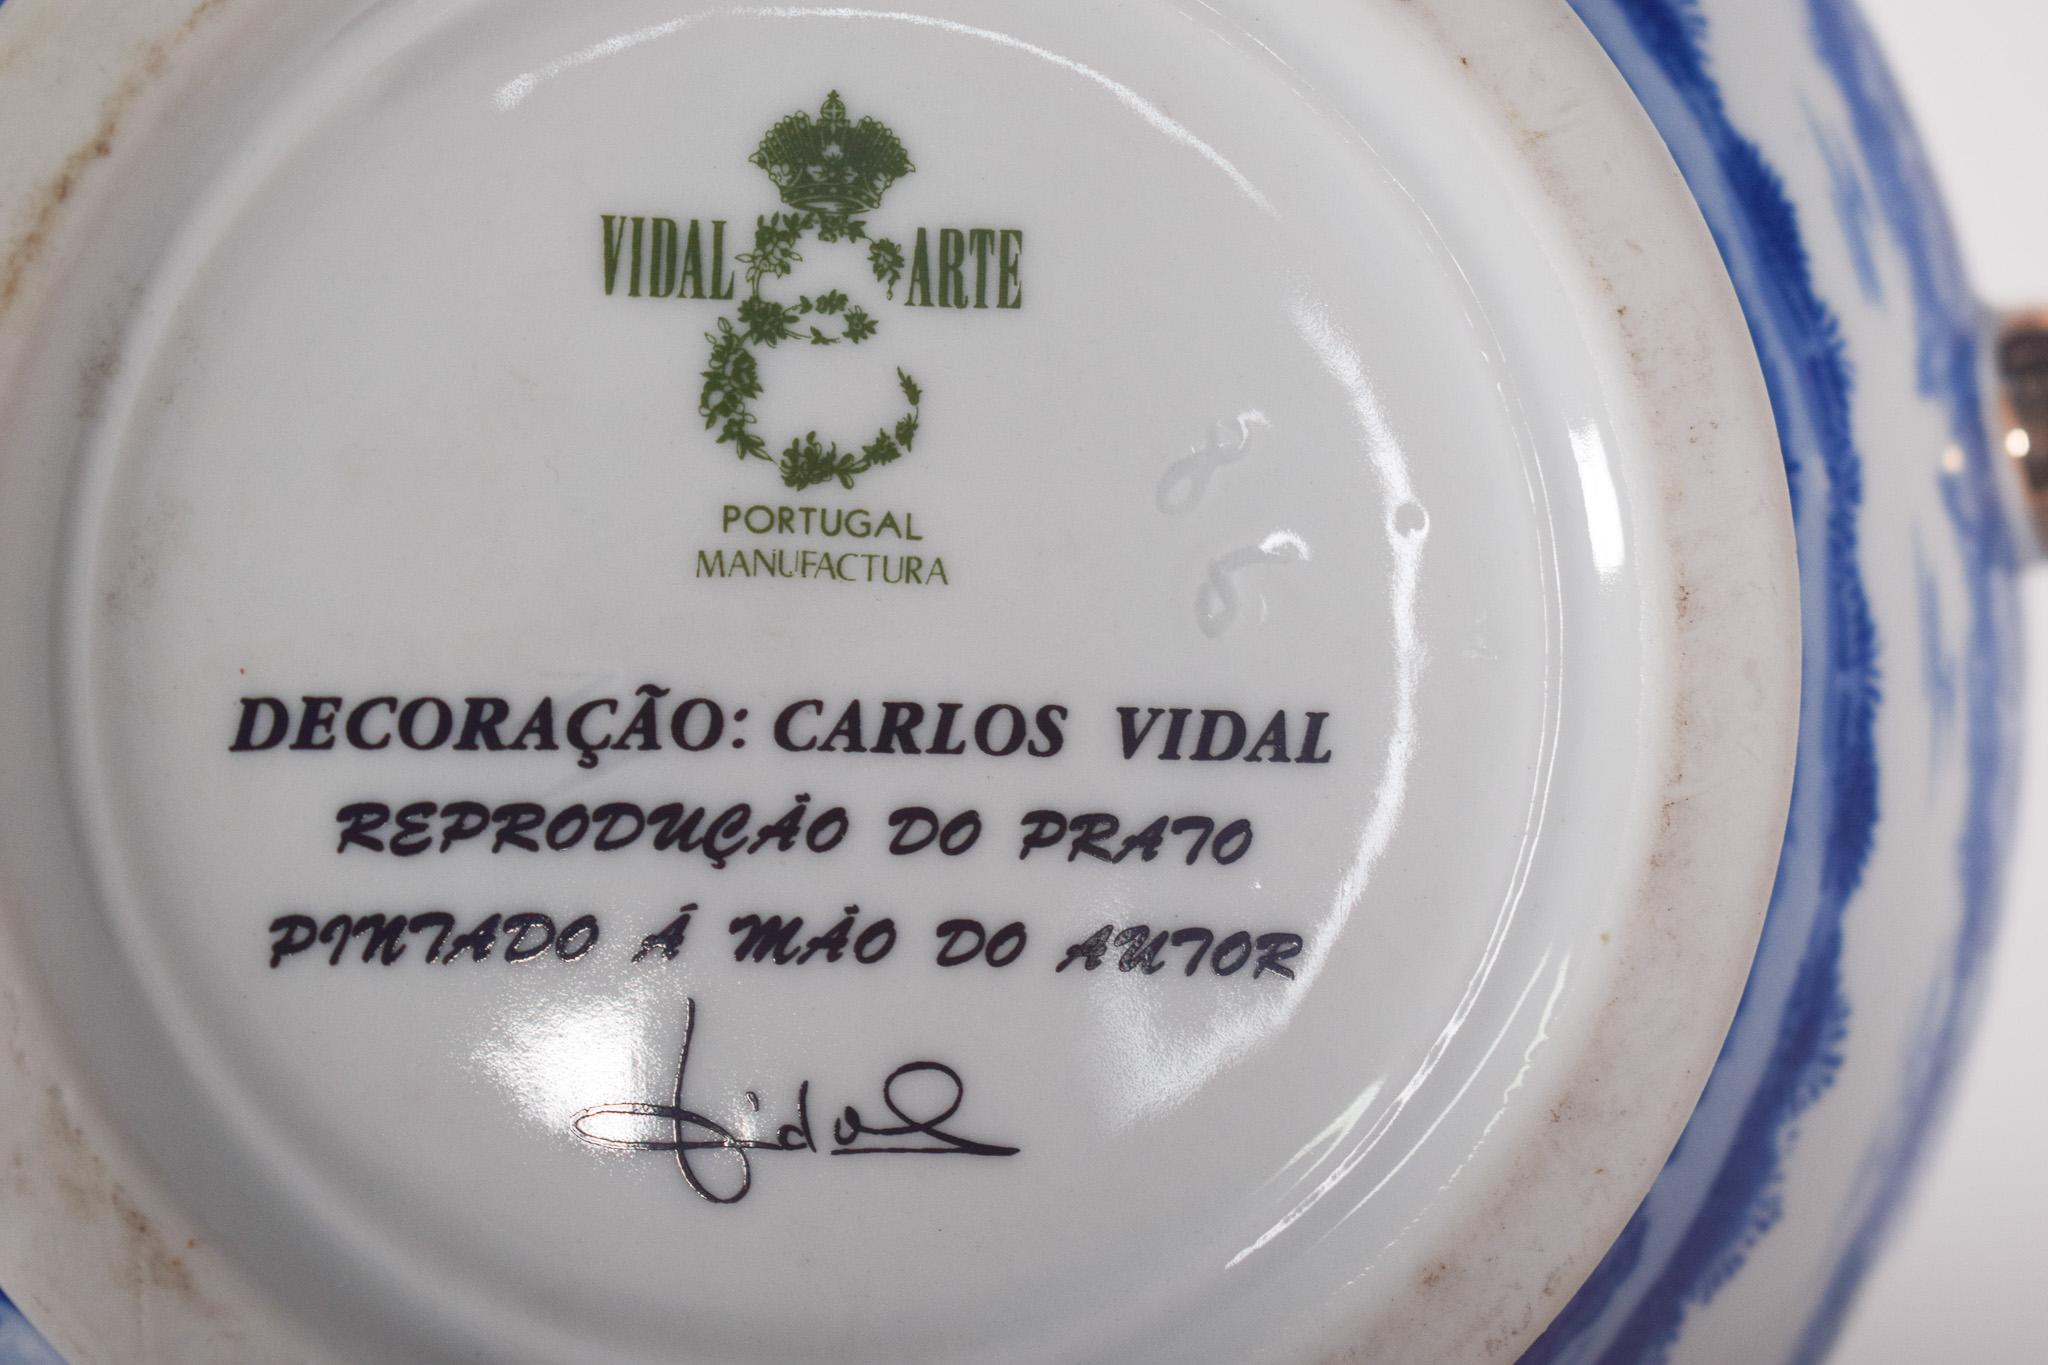 VIDAL ARTE
PORTUGAL
MANUFACTURA
DECORAÇÃO: CARLOS VIDAL
REPRODUÇÃO DO PRATO
PINTADO Á MÃO DO AUTOR
Vidal